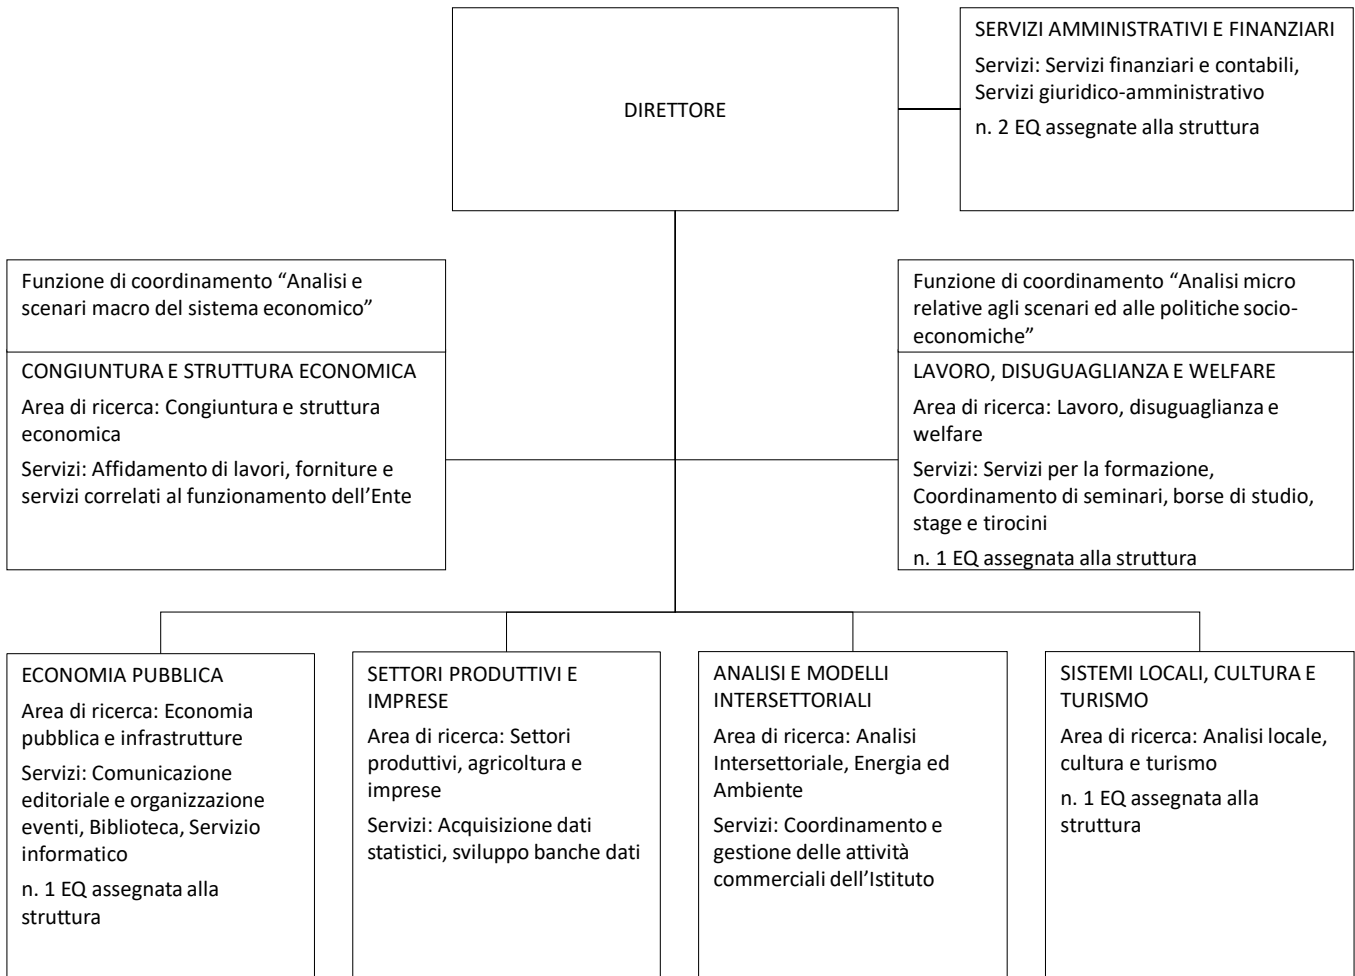 DIRETTORE
SERVIZI AMMINISTRATIVI E FINANZIARI
Servizi: Servizi finanziari e contabili,
Servizi giuridico-amministrativo
n. 2 EQ assegnate alla struttura
Funzione di coordinamento “Analisi e
scenari macro del sistema economico”
CONGIUNTURA E STRUTTURA ECONOMICA
Area di ricerca: Congiuntura e struttura
economica
Servizi: Affidamento di lavori, forniture e
servizi correlati al funzionamento dell’Ente
Funzione di coordinamento “Analisi micro
relative agli scenari ed alle politiche socio-
economiche”
LAVORO, DISUGUAGLIANZA E WELFARE
Area di ricerca: Lavoro, disuguaglianza e
welfare
Servizi: Servizi per la formazione,
Coordinamento di seminari, borse di studio,
stage e tirocini
n. 1 EQ assegnata alla struttura
ECONOMIA PUBBLICA
Area di ricerca: Economia
pubblica e infrastrutture
Servizi: Comunicazione
editoriale e organizzazione
eventi, Biblioteca, Servizio
informatico
n. 1 EQ assegnata alla
struttura
SETTORI PRODUTTIVI E
IMPRESE
Area di ricerca: Settori
produttivi, agricoltura e
imprese
Servizi: Acquisizione dati
statistici, sviluppo banche dati
ANALISI E MODELLI
INTERSETTORIALI
Area di ricerca: Analisi
Intersettoriale, Energia ed
Ambiente
Servizi: Coordinamento e
gestione delle attività
commerciali dell’Istituto
SISTEMI LOCALI, CULTURA E
TURISMO
Area di ricerca: Analisi locale,
cultura e turismo
n. 1 EQ assegnata alla
struttura